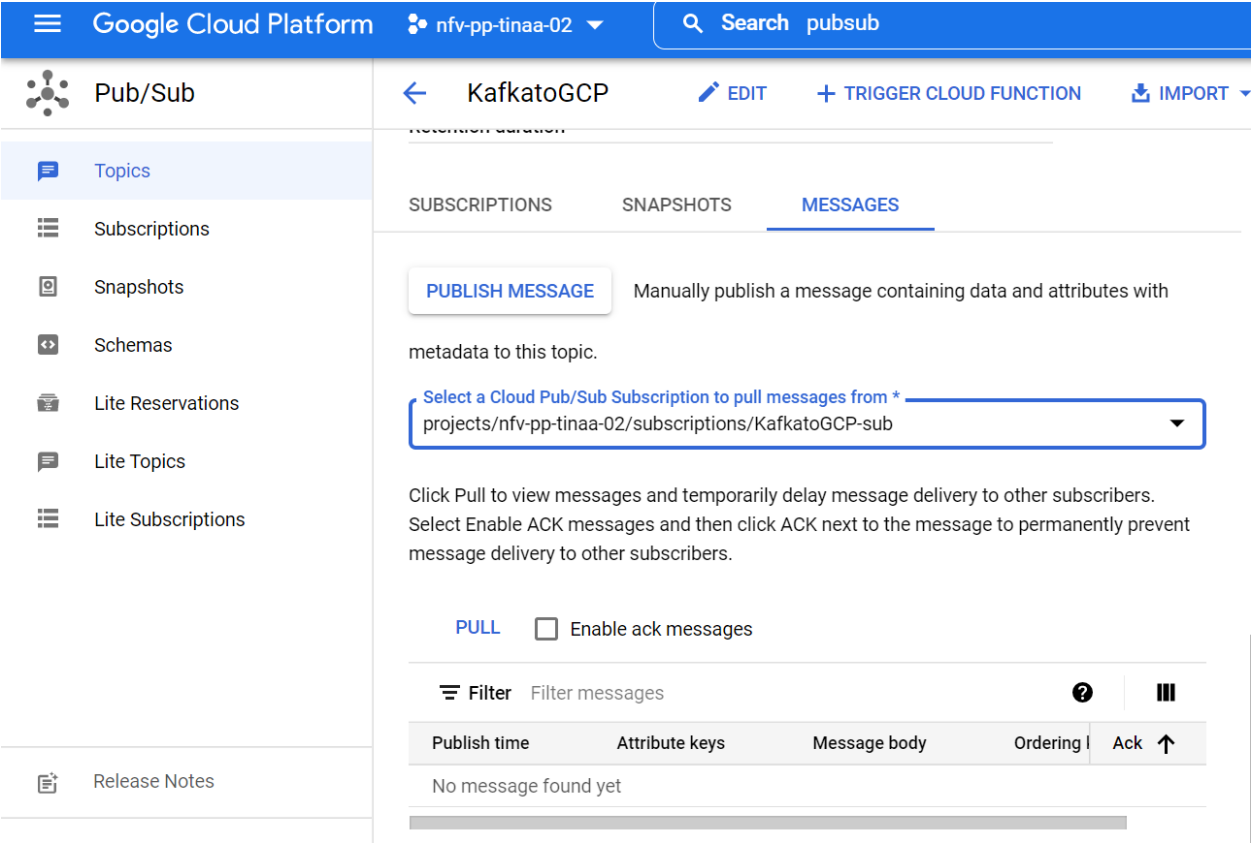 Google Cloud Platform
nfv-pp-tinaa-02
Search pubsub
Pub/Sub
KafkatoGCP
EDIT
+ TRIGGER CLOUD FUNCTION
IMPORT
Retention duration
Topics
Subscriptions
Snapshots
Schemas
Lite Reservations
Lite Topics
Lite Subscriptions
Release Notes
SUBSCRIPTIONS
SNAPSHOTS
MESSAGES
PUBLISH MESSAGE
Manually publish a message containing data and attributes with
metadata to this topic.
Select a Cloud Pub/Sub Subscription to pull messages from *
projects/nfv-pp-tinaa-02/subscriptions/KafkatoGCP-sub
Click Pull to view messages and temporarily delay message delivery to other subscribers.
Select Enable ACK messages and then click ACK next to the message to permanently prevent
message delivery to other subscribers.
PULL
Enable ack messages
Filter Filter messages
Publish time
Attribute keys
Message body
Ordering
Ack
No message found yet